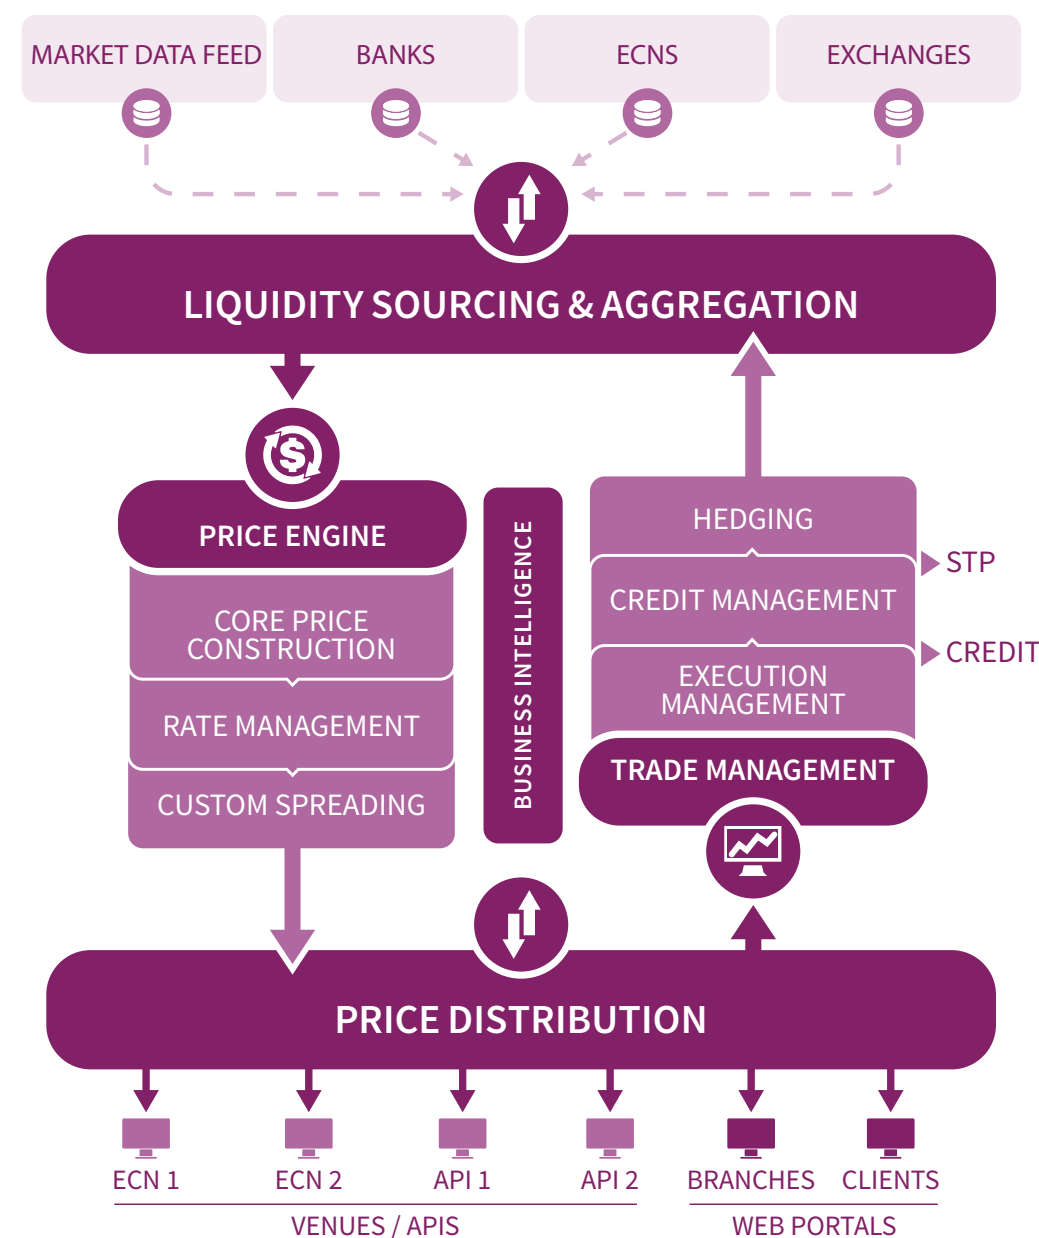 MARKET DATA FEED
BANKS
ECNS
EXCHANGES
LIQUIDITY SOURCING & AGGREGATION
$
PRICE ENGINE
CORE PRICE
CONSTRUCTION
RATE MANAGEMENT
CUSTOM SPREADING
BUSINESS INTELLIGENCE
HEDGING
STP
CREDIT MANAGEMENT
CREDIT
EXECUTION
MANAGEMENT
TRADE MANAGEMENT
PRICE DISTRIBUTION
ECN 1
ECN 2
API 1
API 2
BRANCHES
CLIENTS
VENUES / APIS
WEB PORTALS